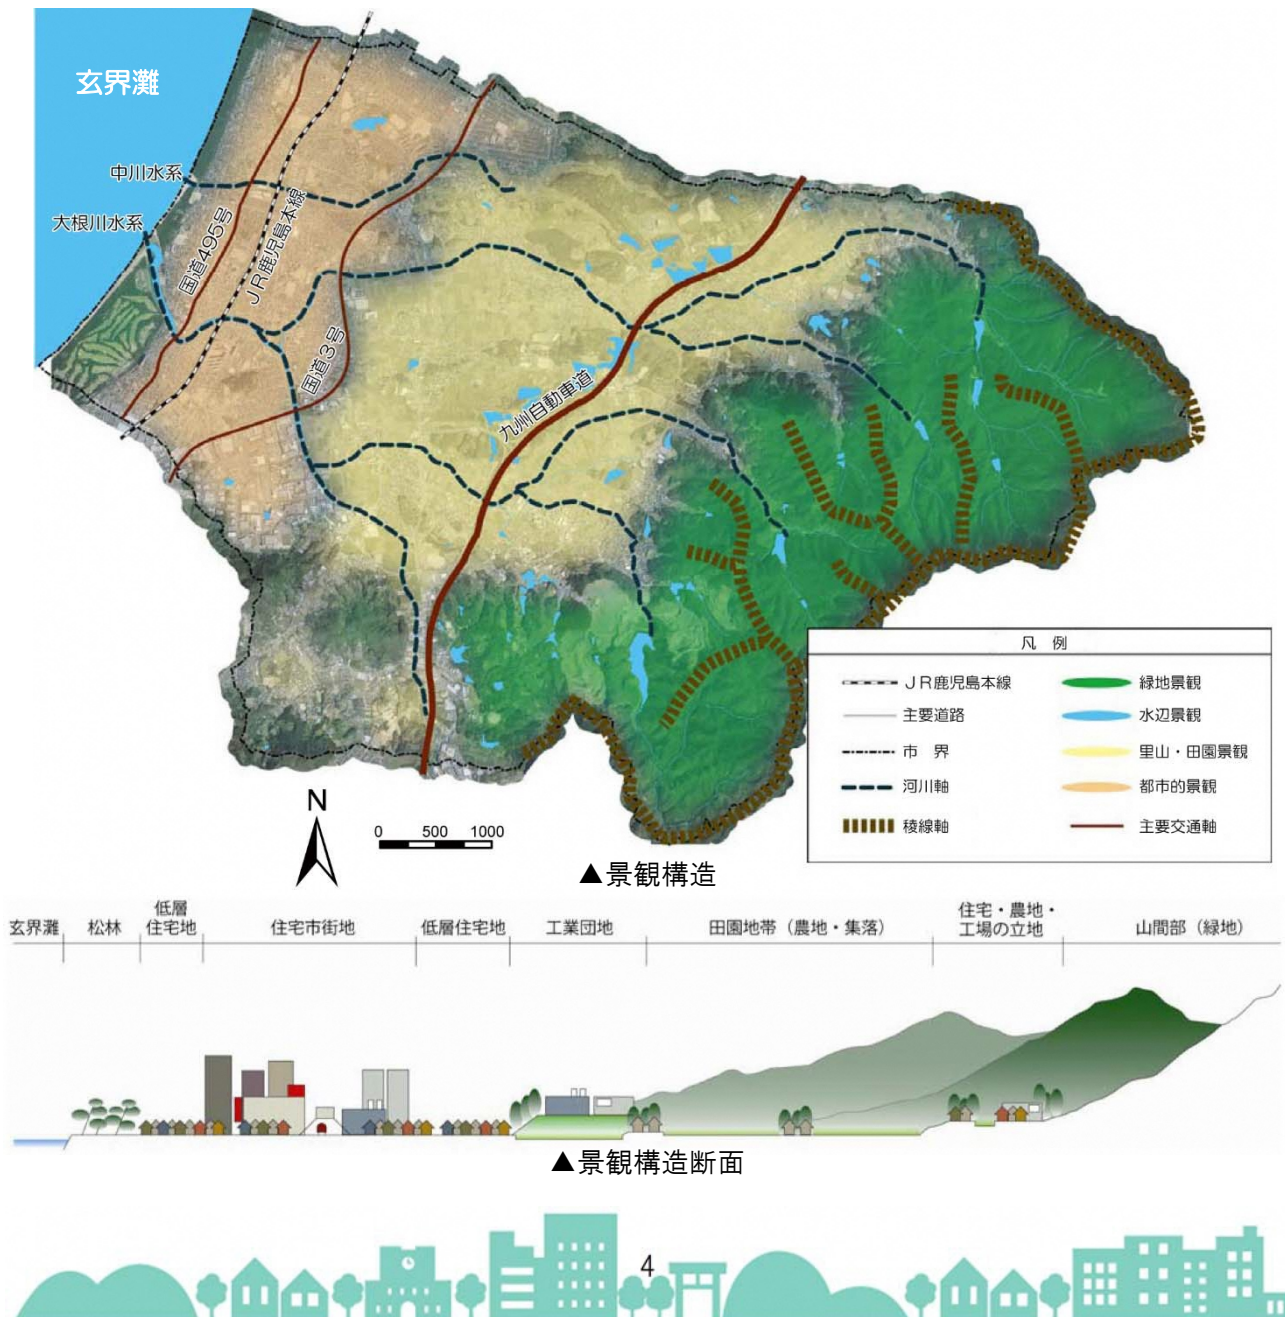 玄界灘
中川水系
大根川水系
国道495号
JR鹿児島本線
国道3号
九州自動車道
凡 例
JR鹿児島本線
主要道路
市 界
河川軸
稜線軸
緑地景観
水辺景観
里山・田園景観
都市的景観
主要交通軸
N
0 500 1000
▲景観構造
玄界灘
松林
低層
住宅地
住宅市街地
低層住宅地
工業団地
田園地帯（農地・集落）
住宅・農地・
工場の立地
山間部（緑地）
▲景観構造断面
4